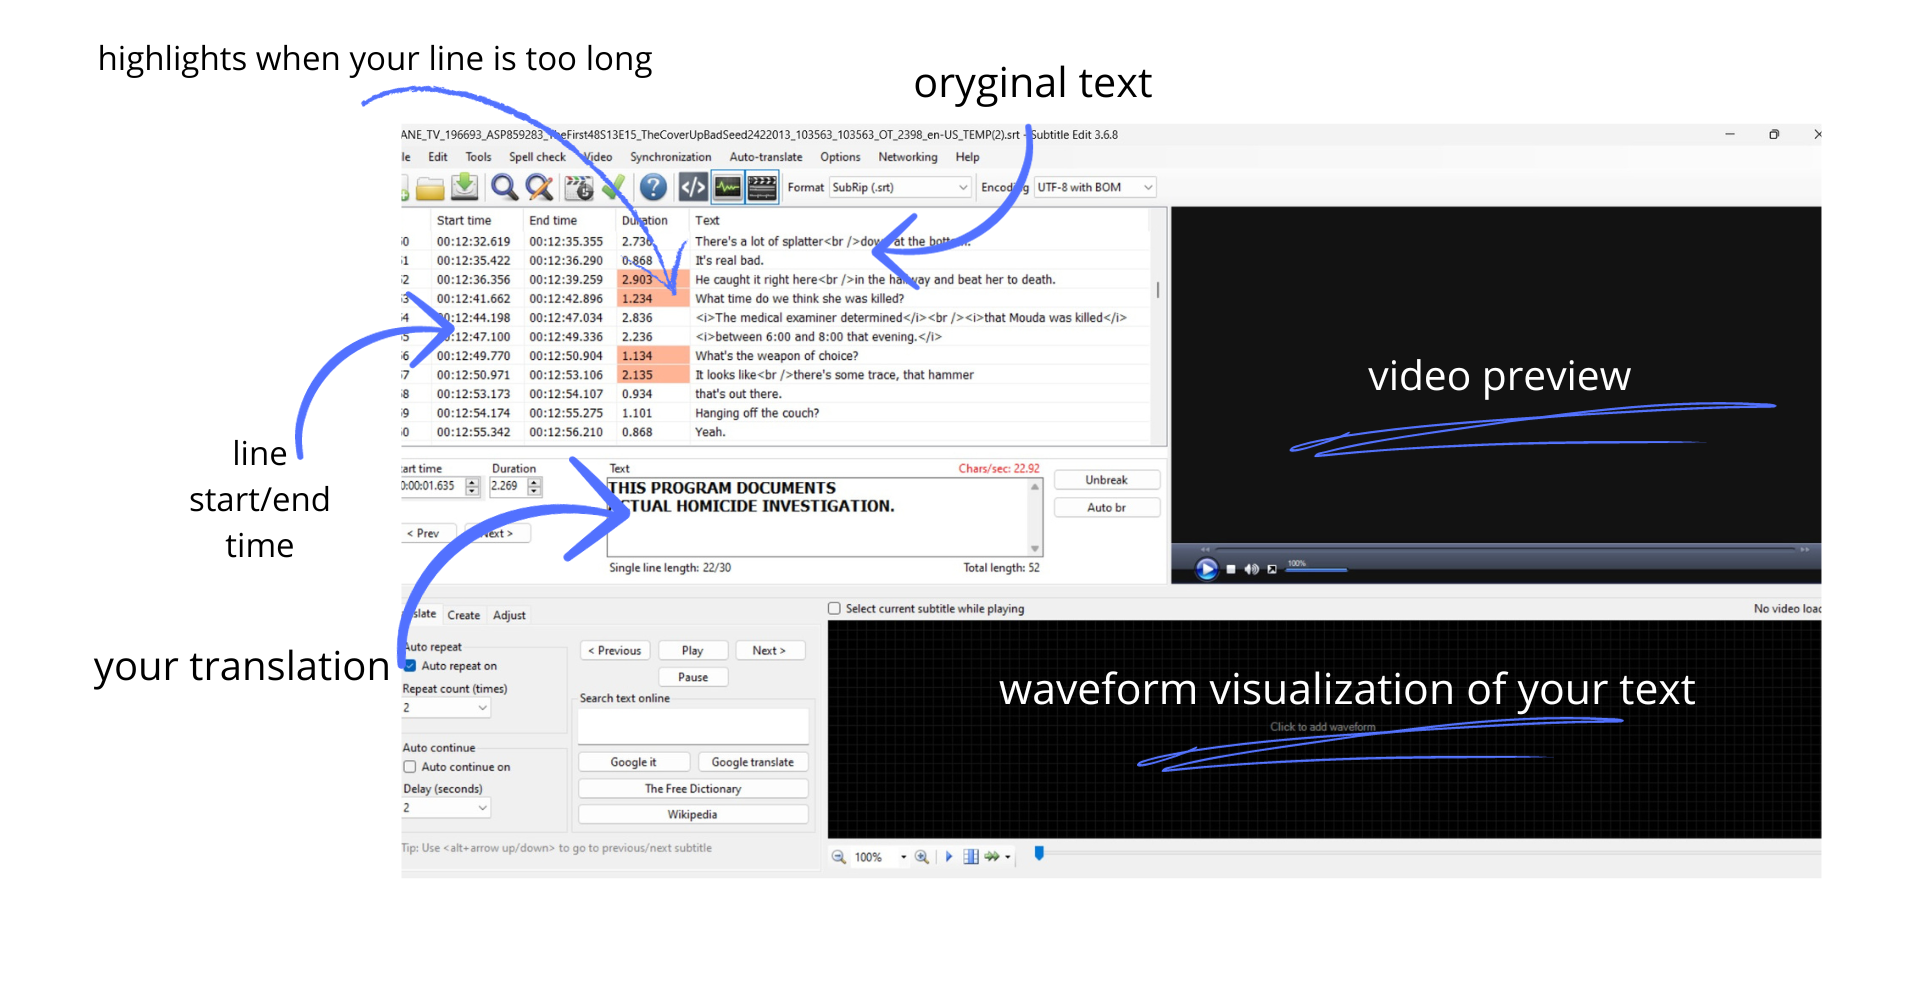 highlights when your line is too long
oryginal text
ANE_TV_196693_ASP859283_TheFirst48S13E15_TheCoverUpBadSeed2422013_103563_103563_OT_2398_en-US_TEMP(2).srt - Subtitle Edit 3.6.8
le Edit Tools Spell check Video Synchronization Auto-translate Options Networking Help
Format SubRip (.srt) Encoding UTF-8 with BOM
Start time End time Duration Text
0 00:12:32.619 00:12:35.355 2.736 There's a lot of splatter<br />down at the bottom.
1 00:12:35.422 00:12:36.290 0.868 It's real bad.
2 00:12:36.356 00:12:39.259 2.903 He caught it right here<br />in the hallway and beat her to death.
3 00:12:41.662 00:12:42.896 1.234 What time do we think she was killed?
4 00:12:44.198 00:12:47.034 2.836 <i>The medical examiner determined</i><br /><i>that Mouda was killed</i>
5 00:12:47.100 00:12:49.336 2.236 <i>between 6:00 and 8:00 that evening.</i>
6 00:12:49.770 00:12:50.904 1.134 What's the weapon of choice?
7 00:12:50.971 00:12:53.106 2.135 It looks like<br />there's some trace, that hammer
8 00:12:53.173 00:12:54.107 0.934 that's out there.
9 00:12:54.174 00:12:55.275 1.101 Hanging off the couch?
0 00:12:55.342 00:12:56.210 0.868 Yeah.
video preview
line
start/end
time
art time Duration Text Chars/sec: 22.92
0:00:01.635 2.269
THIS PROGRAM DOCUMENTS
ACTUAL HOMICIDE INVESTIGATION.
Unbreak
Auto br
< Prev Next >
Single line length: 22/30 Total length: 52
100%
your translation
slate Create Adjust
Select current subtitle while playing No video load
Auto repeat
Auto repeat on
Repeat count (times)
2
< Previous Play Next >
Pause
Search text online
Auto continue
Auto continue on
Delay (seconds)
2
Google it Google translate
The Free Dictionary
Wikipedia
Tip: Use <alt+arrow up/down> to go to previous/next subtitle
waveform visualization of your text
Click to add waveform
100%